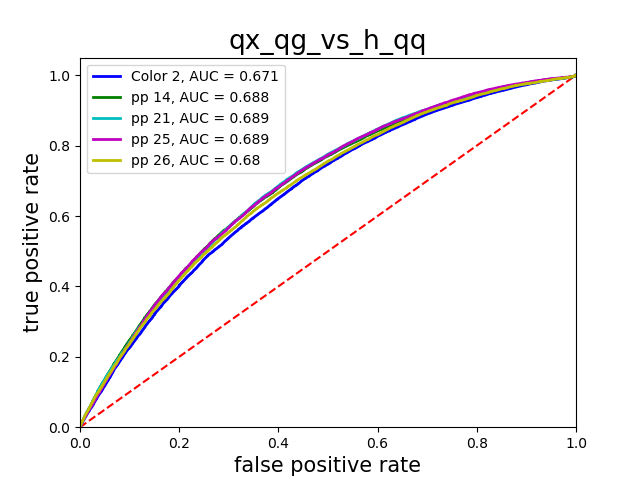 qx_qg_vs_h_qq
Color 2, AUC = 0.671
pp 14, AUC = 0.688
pp 21, AUC = 0.689
pp 25, AUC = 0.689
pp 26, AUC = 0.68
1.0
0.8
0.6
0.4
0.2
0.0
true positive rate
0.0 0.2 0.4 0.6 0.8 1.0
false positive rate